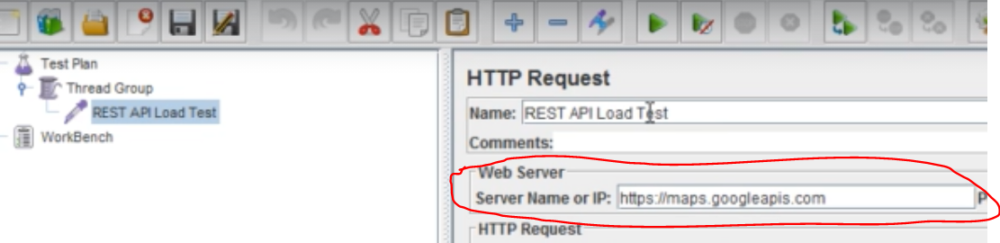 Test Plan
Thread Group
REST API Load Test
WorkBench
HTTP Request
Name: REST API Load Test
Comments:
Web Server
Server Name or IP: https://maps.googleapis.com P
HTTP Request